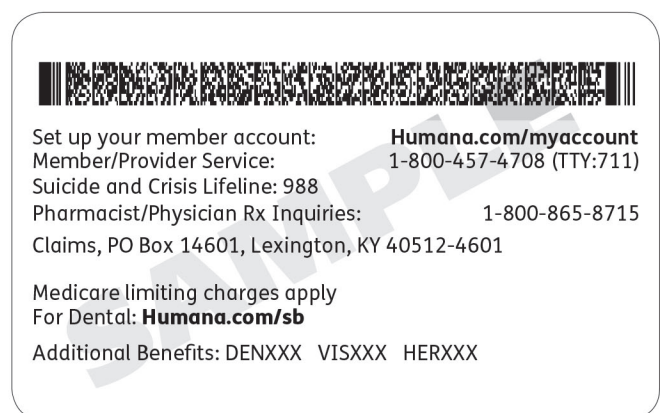 Set up your member account: Humana.com/myaccount
Member/Provider Service: 1-800-457-4708 (TTY:711)
Suicide and Crisis Lifeline: 988
Pharmacist/Physician Rx Inquiries: 1-800-865-8715
Claims, PO Box 14601, Lexington, KY 40512-4601
Medicare limiting charges apply
For Dental: Humana.com/sb
Additional Benefits: DENXXX VISXXX HERXXX
SAMPLE